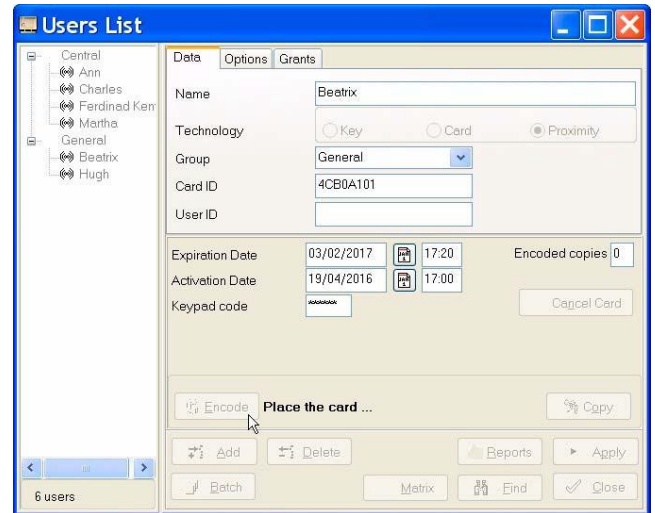 Users List
Central
Ann
Charles
Ferdinad Kem
Martha
General
Beatrix
Hugh
6 users
Data Options Grants
Name Beatrix
Technology Key Card Proximity
Group General
Card ID 4CB0A101
User ID
Expiration Date 03/02/2017 17:20 Encoded copies 0
Activation Date 19/04/2016 17:00
Keypad code ****** Cancel Card
Encode Place the card ... Copy
Add Delete Reports Apply
Batch Matrix Find Close